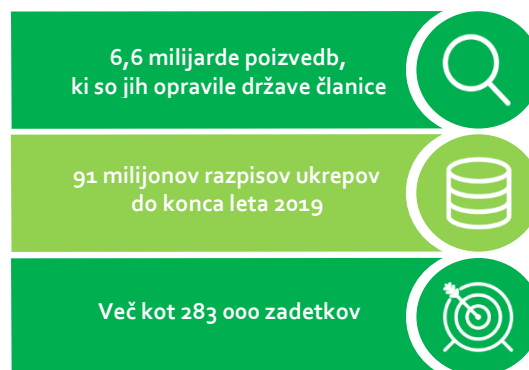 6,6 milijarde poizvedb,
ki so jih opravile države članice
91 milijonov razpisov ukrepov
do konca leta 2019
Več kot 283 000 zadetkov